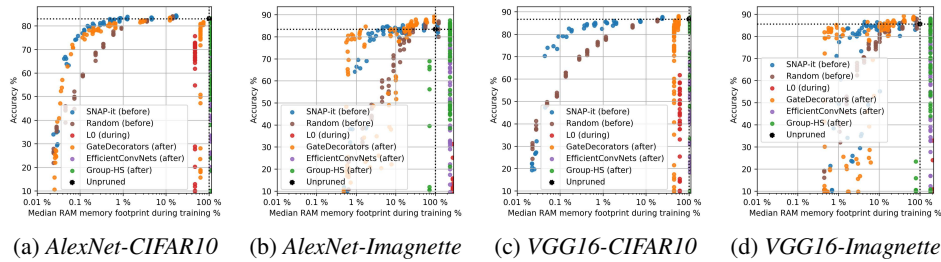 90
80
70
60
50
40
30
20
10
Accuracy %
SNAP-it (before)
Random (before)
L0 (during)
GateDecorators (after)
EfficientConvNets (after)
Group-HS (after)
Unpruned
0.01 % 0.1 % 1 % 10 % 100 %
Median RAM memory footprint during training %
(a) AlexNet-CIFAR10
90
80
70
60
50
40
30
20
10
Accuracy %
SNAP-it (before)
Random (before)
L0 (during)
GateDecorators (after)
EfficientConvNets (after)
Group-HS (after)
Unpruned
0.01 % 0.1 % 1 % 10 % 100 %
Median RAM memory footprint during training %
(b) AlexNet-Imagnette
90
80
70
60
50
40
30
20
10
Accuracy %
SNAP-it (before)
Random (before)
L0 (during)
GateDecorators (after)
EfficientConvNets (after)
Group-HS (after)
Unpruned
0.01 % 0.1 % 1 % 10 % 100 %
Median RAM memory footprint during training %
(c) VGG16-CIFAR10
90
80
70
60
50
40
30
20
10
Accuracy %
SNAP-it (before)
Random (before)
L0 (during)
GateDecorators (after)
EfficientConvNets (after)
Group-HS (after)
Unpruned
0.01 % 0.1 % 1 % 10 % 100 %
Median RAM memory footprint during training %
(d) VGG16-Imagnette